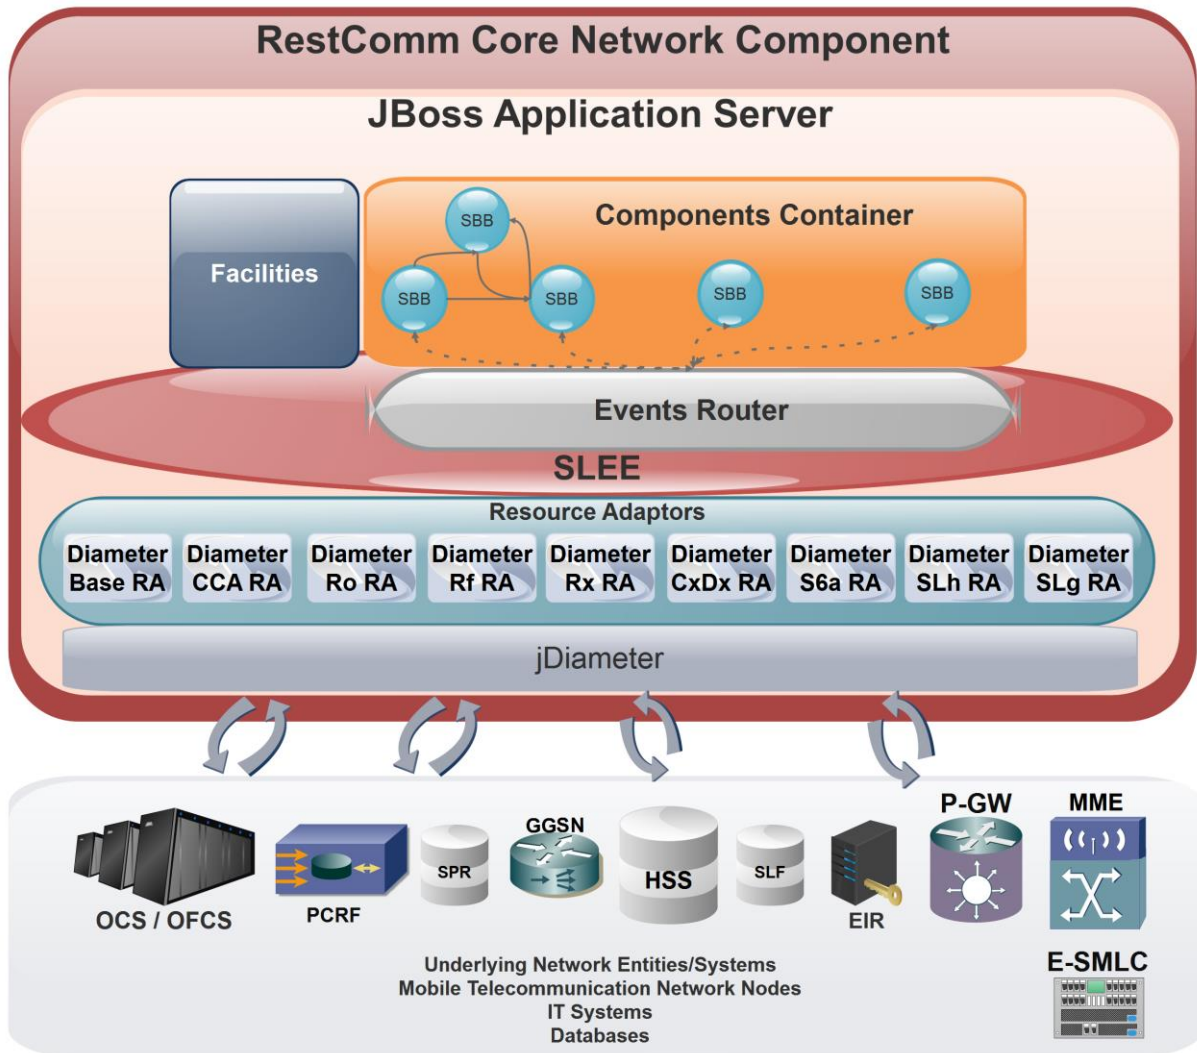 RestComm Core Network Component
JBoss Application Server
Facilities
Components Container
SBB
SBB
SBB
SBB
SBB
Events Router
SLEE
Resource Adaptors
Diameter
Base RA
Diameter
CCA RA
Diameter
Ro RA
Diameter
Rf RA
Diameter
Rx RA
Diameter
CxDx RA
Diameter
S6a RA
Diameter
SLh RA
Diameter
SLg RA
jDiameter
OCS / OFCS
PCRF
SPR
GGSN
HSS
SLF
EIR
P-GW
MME
E-SMLC
Underlying Network Entities/Systems
Mobile Telecommunication Network Nodes
IT Systems
Databases